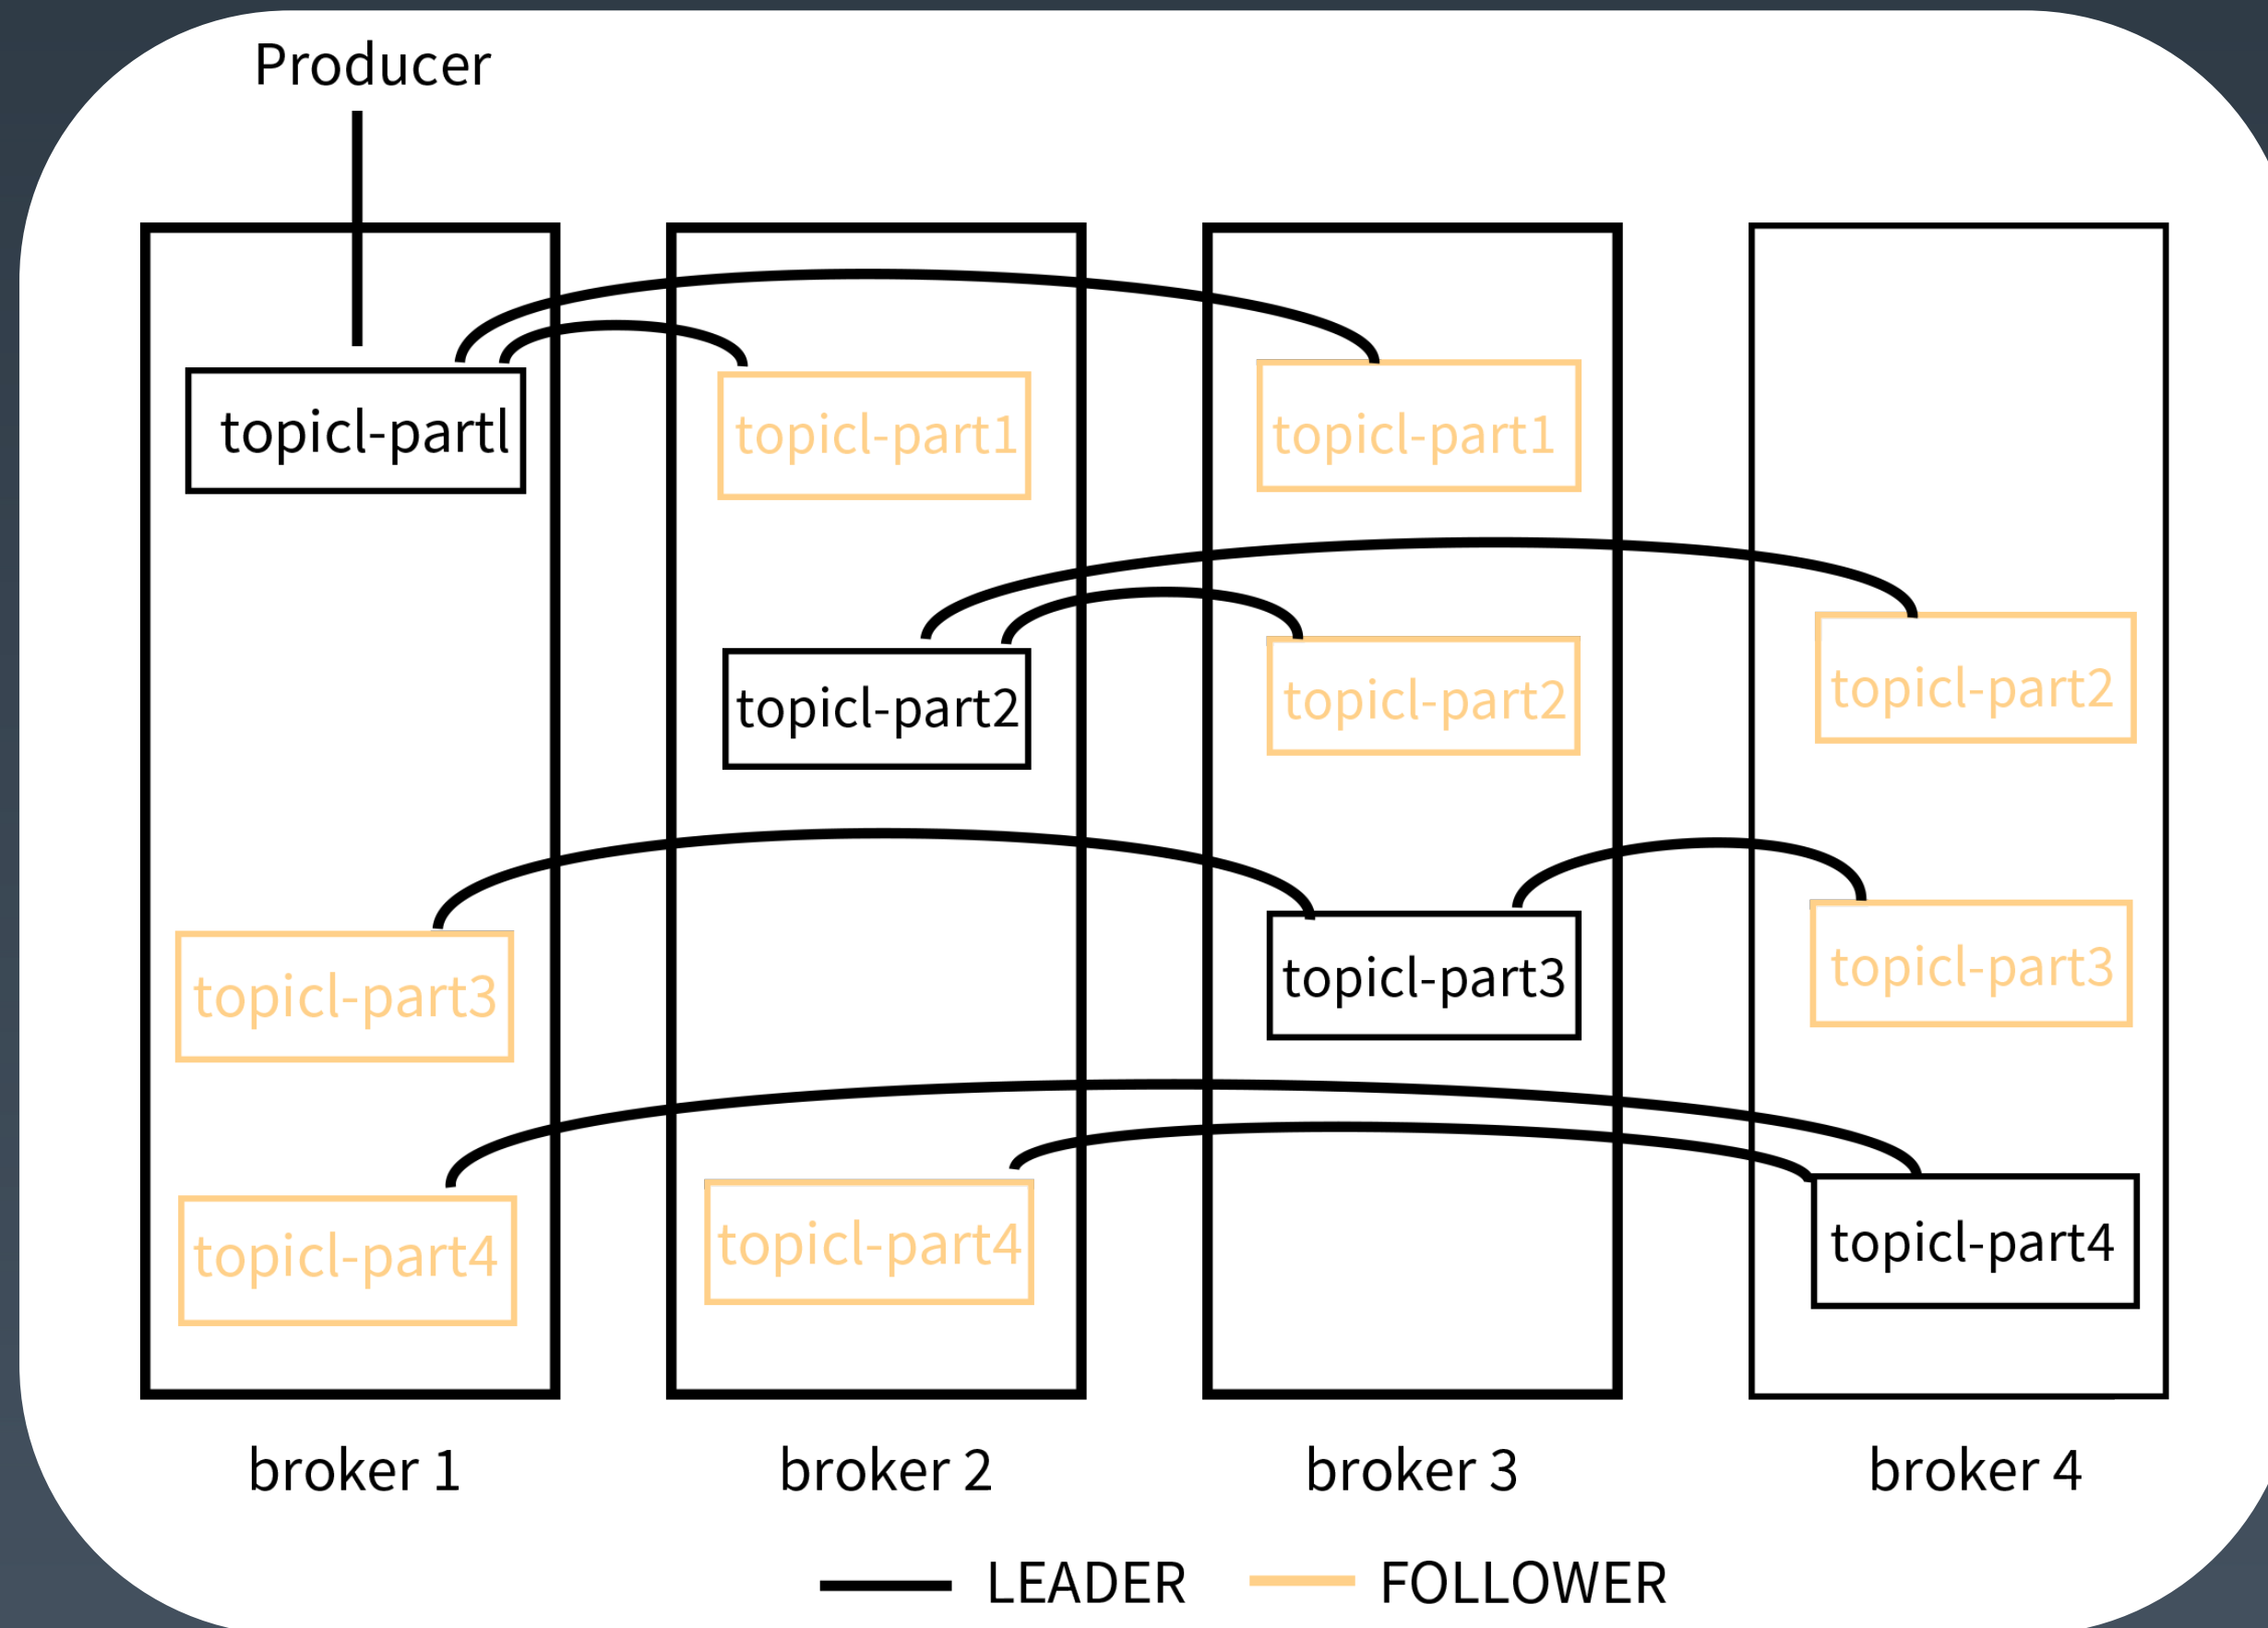 Producer
topicl-partl
topicl-part1
topicl-part1
topicl-part2
topicl-part2
topicl-part2
topicl-part3
topicl-part3
topicl-part3
topicl-part4
topicl-part4
topicl-part4
broker 1
broker 2
broker 3
broker 4
LEADER
FOLLOWER